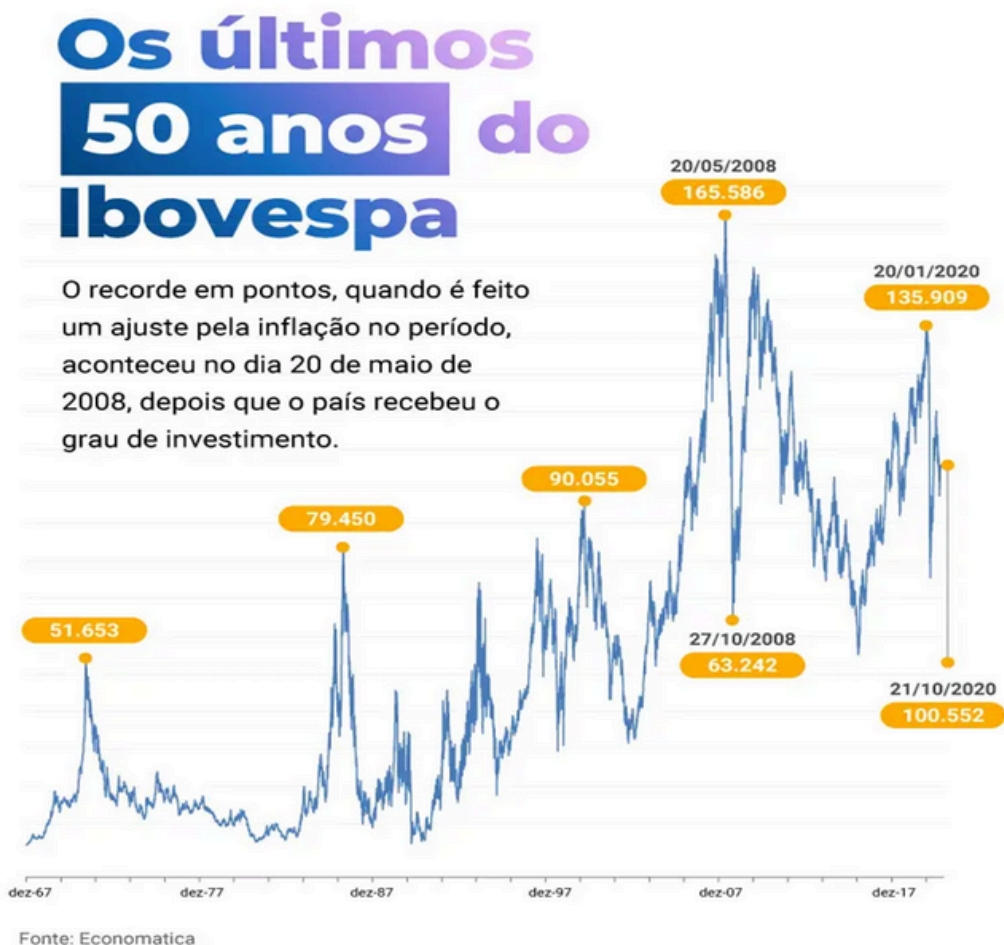 Os últimos
50 anos do
Ibovespa
O recorde em pontos, quando é feito
um ajuste pela inflação no período,
aconteceu no dia 20 de maio de
2008, depois que o país recebeu o
grau de investimento.
20/05/2008
165.586
20/01/2020
135.909
90.055
79.450
51.653
27/10/2008
63.242
21/10/2020
100.552
dez-67
dez-77
dez-87
dez-97
dez-07
dez-17
Fonte: Economatica